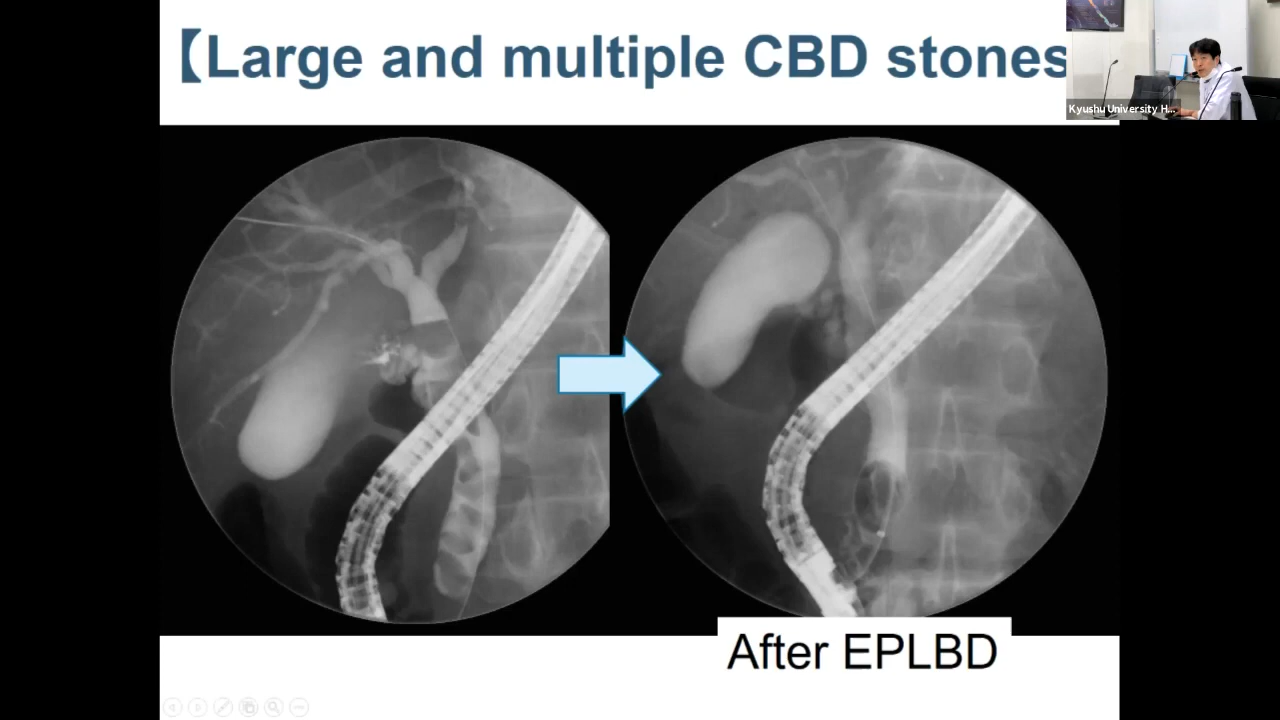 【Large and multiple CBD stones
Kyushu University H...
After EPLBD